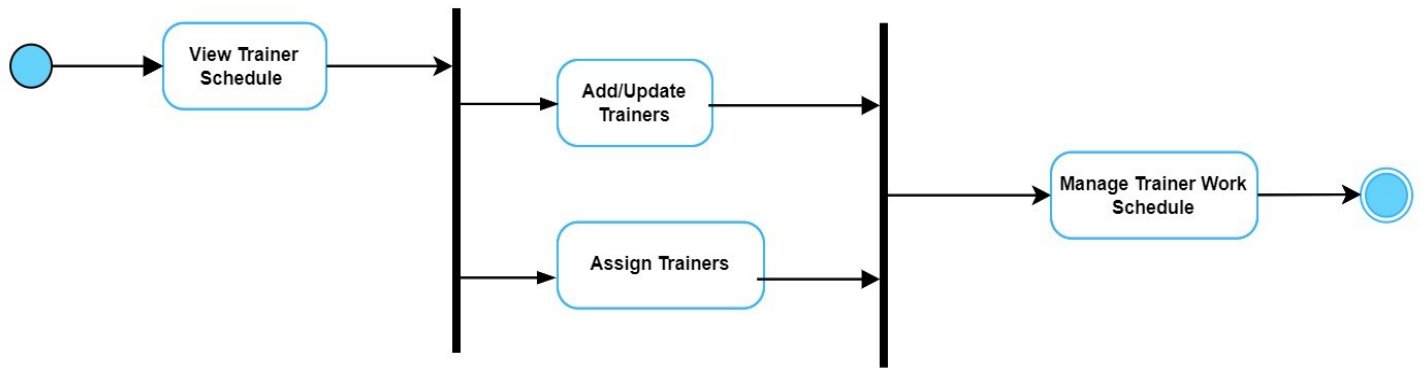 View Trainer
Schedule
Add/Update
Trainers
Assign Trainers
Manage Trainer Work
Schedule